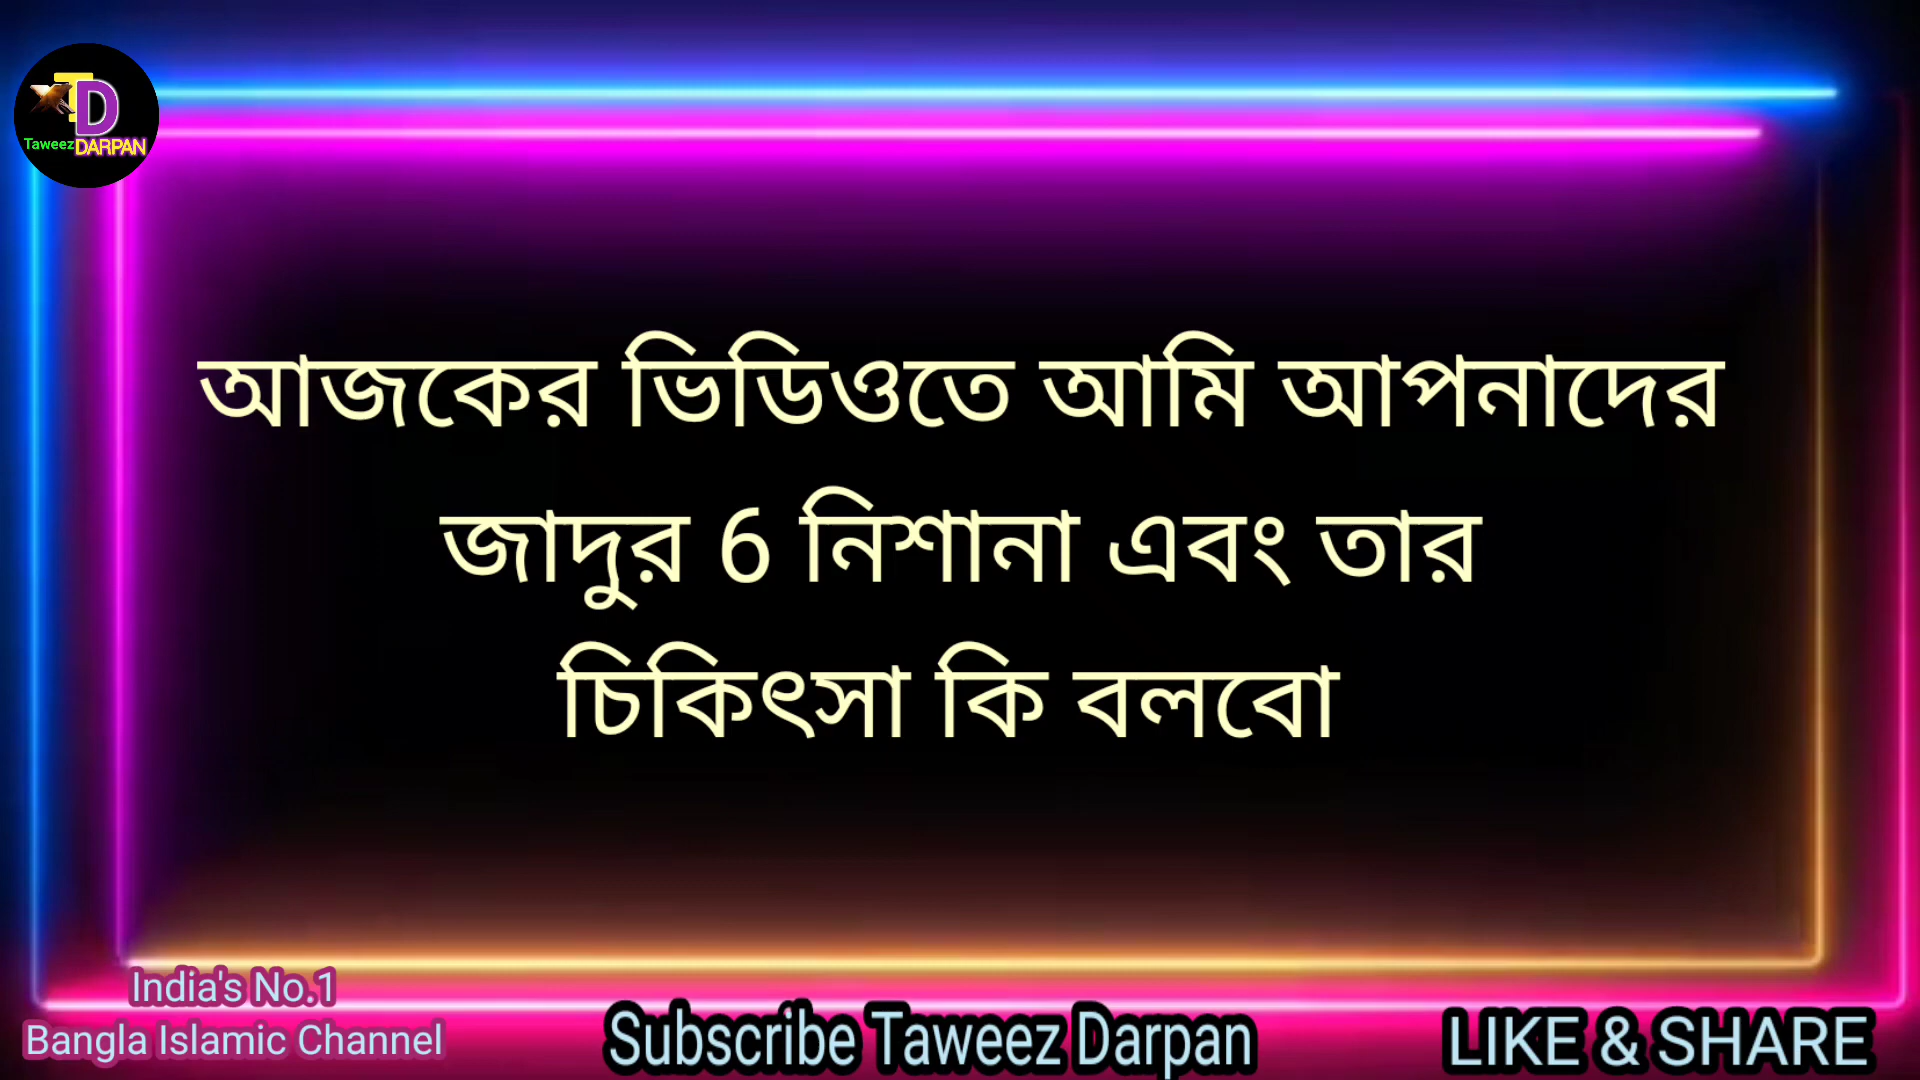 TD
Taweez DARPAN
আজকের ভিডিওতে আমি আপনাদের
জাদুর 6 নিশানা এবং তার
চিকিৎসা কি বলবো
India's No.1
Bangla Islamic Channel
Subscribe Taweez Darpan
LIKE & SHARE